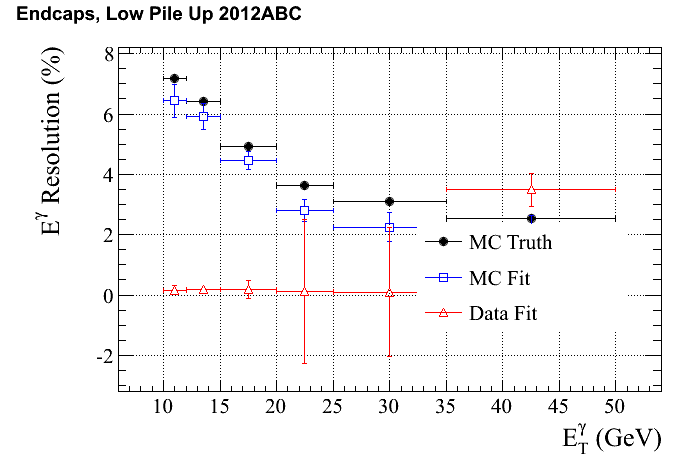 Endcaps, Low Pile Up 2012ABC
E^γ Resolution (%)
8
6
4
2
0
-2
MC Truth
MC Fit
Data Fit
10 15 20 25 30 35 40 45 50
E_T^γ (GeV)